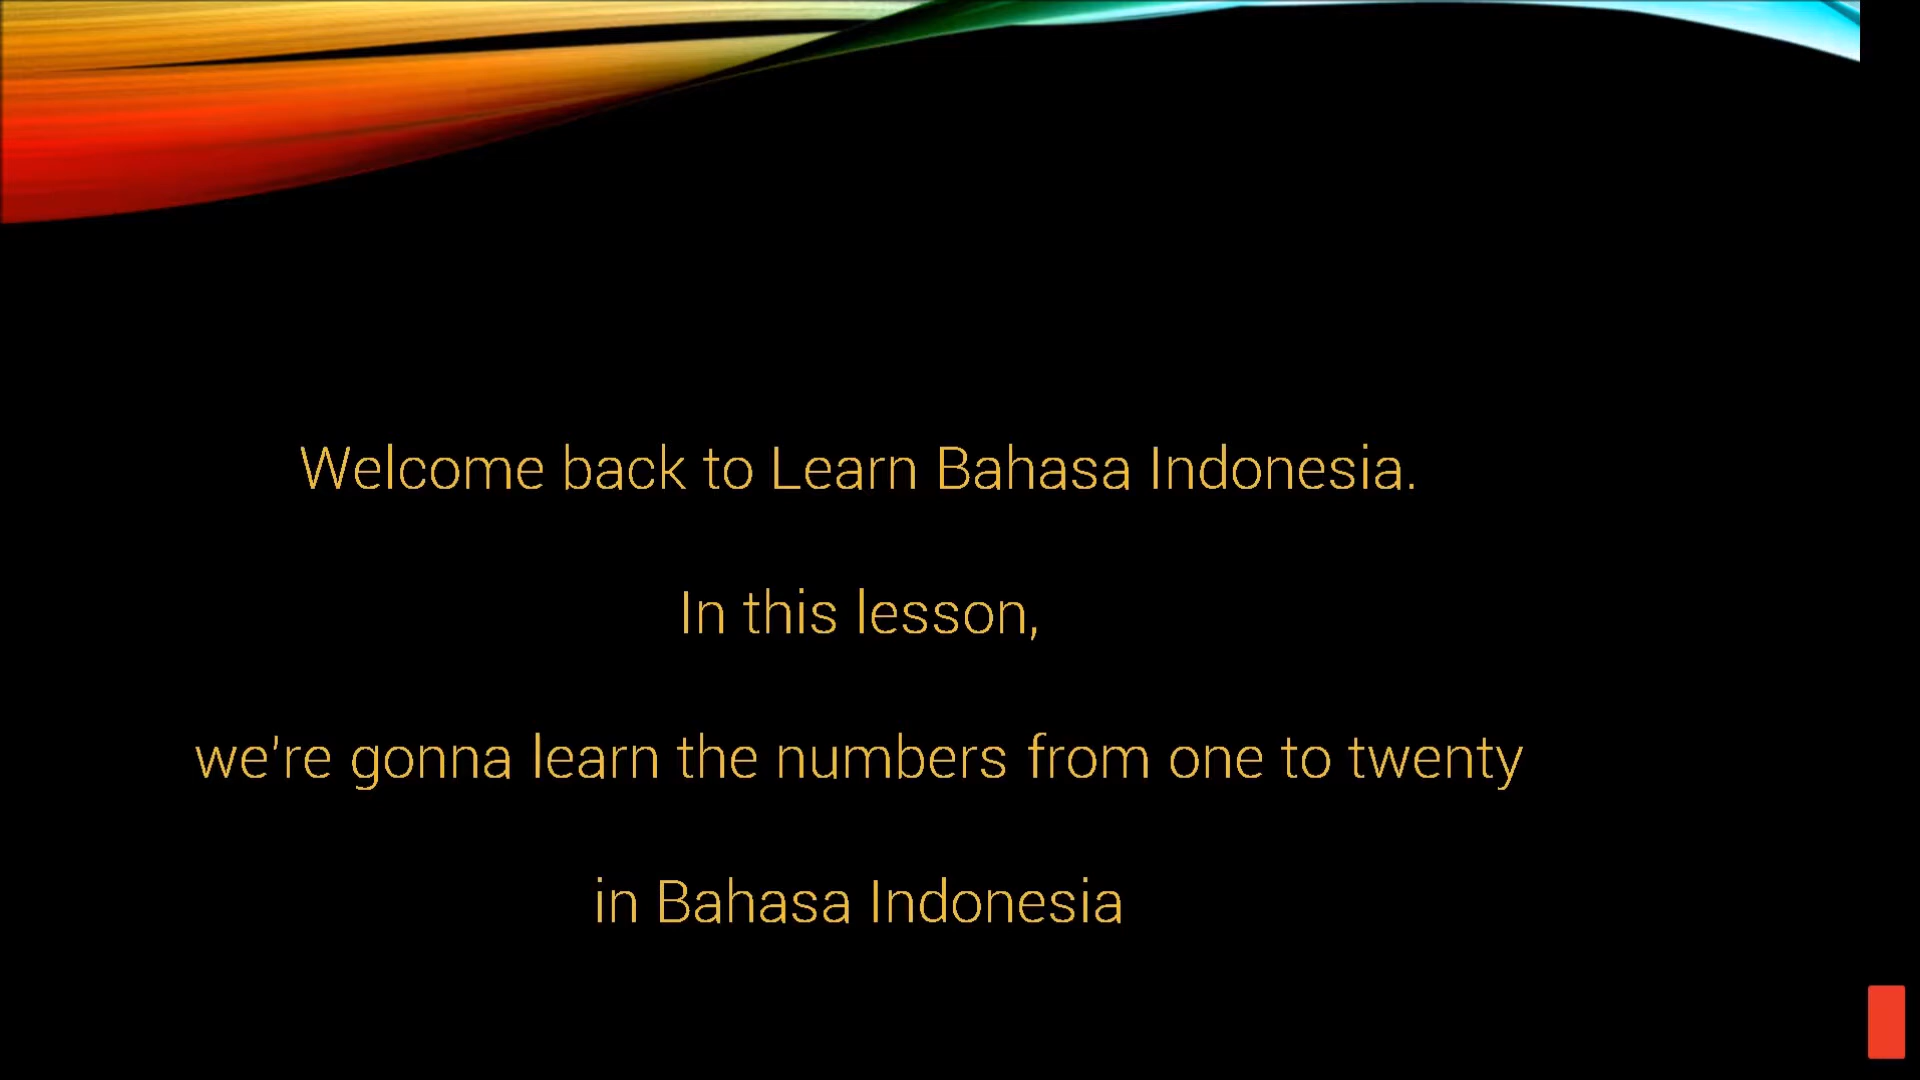 Welcome back to Learn Bahasa Indonesia.
In this lesson,
we're gonna learn the numbers from one to twenty
in Bahasa Indonesia